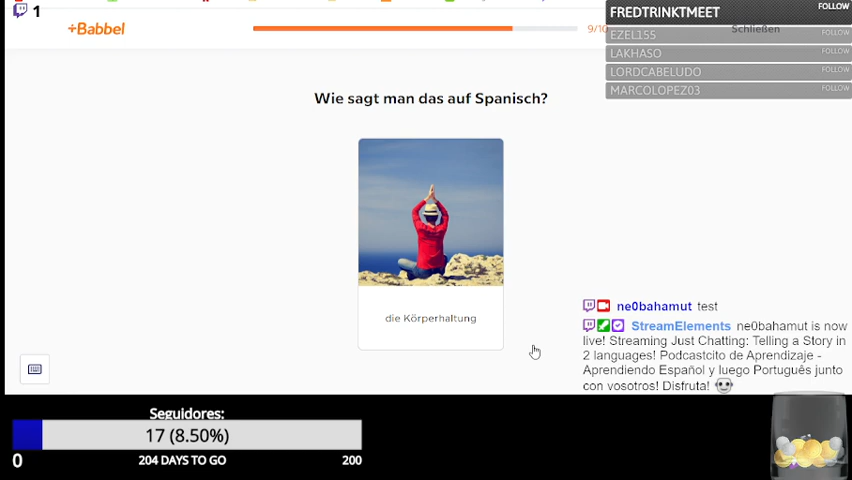 1
+Babbel
9/10
Schließen
FREDTRINKTMEET FOLLOW
EZEL155 FOLLOW
LAKHASO FOLLOW
LORDCABELUDO FOLLOW
MARCOLOPEZ03 FOLLOW
Wie sagt man das auf Spanisch?
die Körperhaltung
ne0bahamut test
StreamElements ne0bahamut is now
live! Streaming Just Chatting: Telling a Story in
2 languages! Podcastcito de Aprendizaje -
Aprendiendo Español y luego Português junto
con vosotros! Disfruta!
Seguidores:
17 (8.50%)
0 204 DAYS TO GO 200